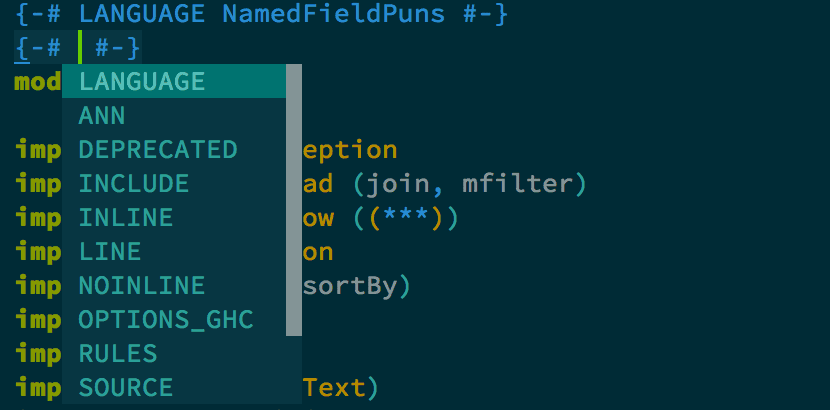 {-# LANGUAGE NamedFieldPuns #-}
{-# #-}
mod LANGUAGE
ANN
imp DEPRECATED eption
imp INCLUDE ad (join, mfilter)
imp INLINE ow ((***))
imp LINE on
imp NOINLINE sortBy)
imp OPTIONS_GHC
imp RULES
imp SOURCE Text)